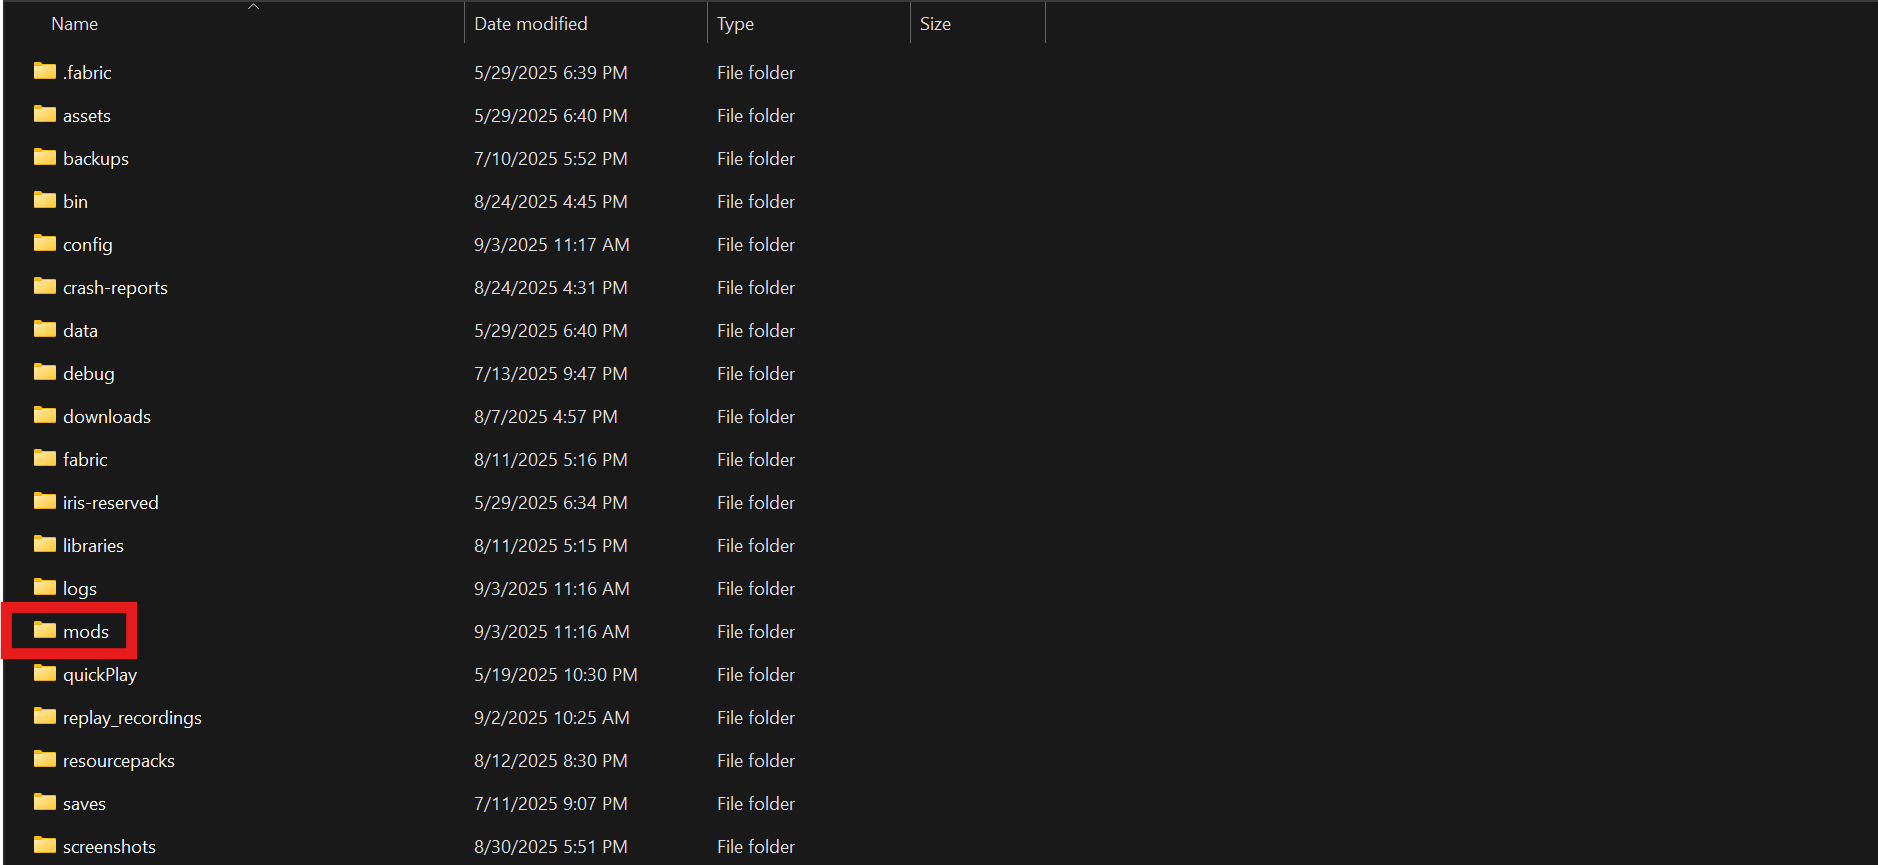 Name Date modified Type Size
.fabric 5/29/2025 6:39 PM File folder
assets 5/29/2025 6:40 PM File folder
backups 7/10/2025 5:52 PM File folder
bin 8/24/2025 4:45 PM File folder
config 9/3/2025 11:17 AM File folder
crash-reports 8/24/2025 4:31 PM File folder
data 5/29/2025 6:40 PM File folder
debug 7/13/2025 9:47 PM File folder
downloads 8/7/2025 4:57 PM File folder
fabric 8/11/2025 5:16 PM File folder
iris-reserved 5/29/2025 6:34 PM File folder
libraries 8/11/2025 5:15 PM File folder
logs 9/3/2025 11:16 AM File folder
mods 9/3/2025 11:16 AM File folder
quickPlay 5/19/2025 10:30 PM File folder
replay_recordings 9/2/2025 10:25 AM File folder
resourcepacks 8/12/2025 8:30 PM File folder
saves 7/11/2025 9:07 PM File folder
screenshots 8/30/2025 5:51 PM File folder